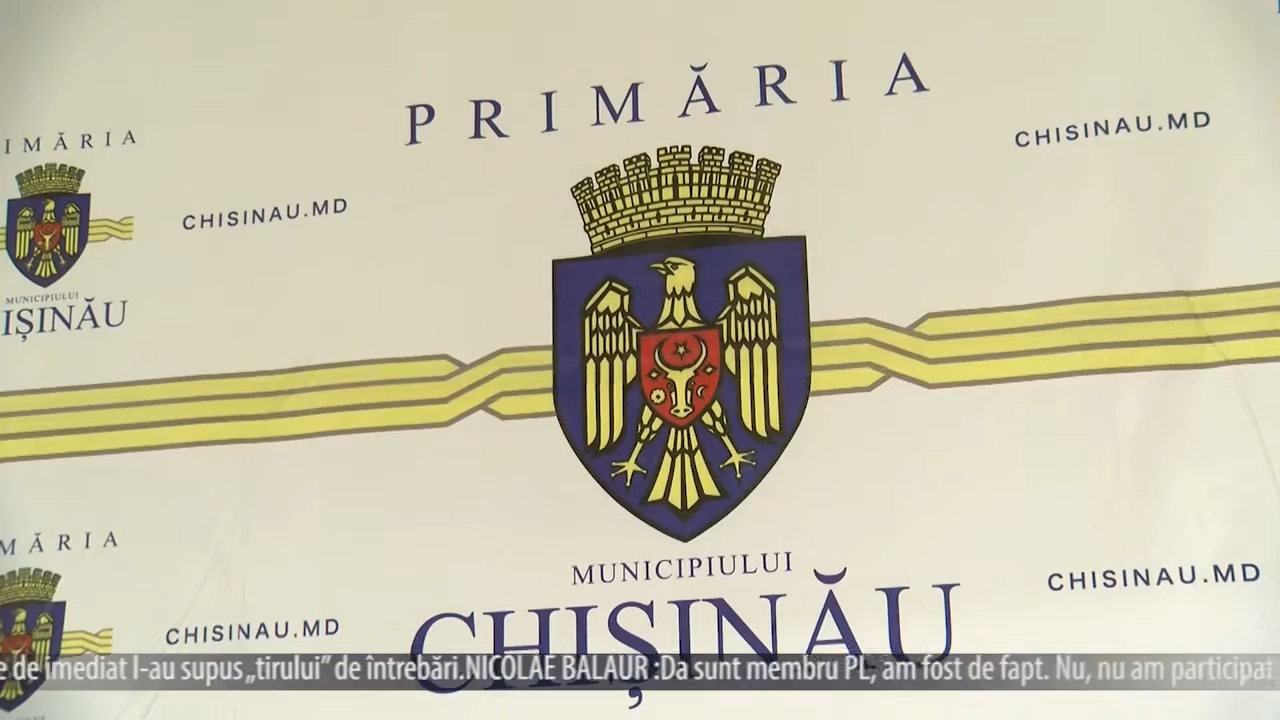 PRIMĂRIA
CHISINAU.MD
IMĂRIA
CHISINAU.MD
MUNICIPIULUI
IȘINĂU
MĂRIA
MUNICIPIULUI
CHIȘINĂU
CHISINAU.MD
CHISINAU.MD
e de imediat l-au supus „tirului” de întrebări.NICOLAE BALAUR :Da sunt membru PL, am fost de fapt. Nu, nu am participat